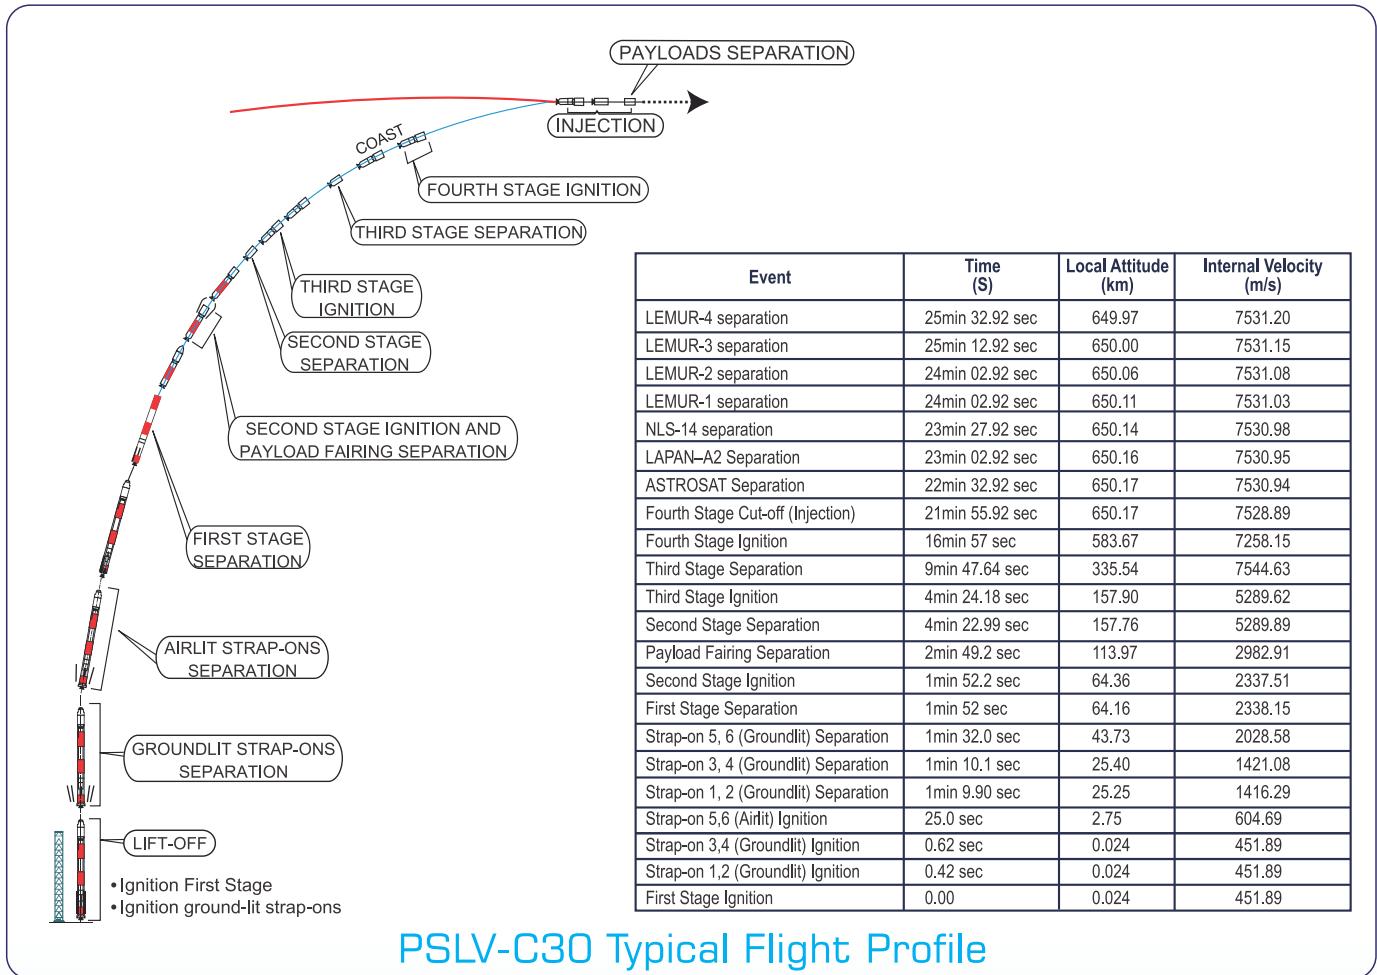 PAYLOADS SEPARATION
INJECTION
COAST
FOURTH STAGE IGNITION
THIRD STAGE SEPARATION
THIRD STAGE
IGNITION
SECOND STAGE
SEPARATION
SECOND STAGE IGNITION AND
PAYLOAD FAIRING SEPARATION
FIRST STAGE
SEPARATION
AIRLIT STRAP-ONS
SEPARATION
GROUNDLIT STRAP-ONS
SEPARATION
LIFT-OFF
• Ignition First Stage
• Ignition ground-lit strap-ons
Event Time (S) Local Attitude (km) Internal Velocity (m/s)
LEMUR-4 separation 25min 32.92 sec 649.97 7531.20
LEMUR-3 separation 25min 12.92 sec 650.00 7531.15
LEMUR-2 separation 24min 02.92 sec 650.06 7531.08
LEMUR-1 separation 24min 02.92 sec 650.11 7531.03
NLS-14 separation 23min 27.92 sec 650.14 7530.98
LAPAN–A2 Separation 23min 02.92 sec 650.16 7530.95
ASTROSAT Separation 22min 32.92 sec 650.17 7530.94
Fourth Stage Cut-off (Injection) 21min 55.92 sec 650.17 7528.89
Fourth Stage Ignition 16min 57 sec 583.67 7258.15
Third Stage Separation 9min 47.64 sec 335.54 7544.63
Third Stage Ignition 4min 24.18 sec 157.90 5289.62
Second Stage Separation 4min 22.99 sec 157.76 5289.89
Payload Fairing Separation 2min 49.2 sec 113.97 2982.91
Second Stage Ignition 1min 52.2 sec 64.36 2337.51
First Stage Separation 1min 52 sec 64.16 2338.15
Strap-on 5, 6 (Groundlit) Separation 1min 32.0 sec 43.73 2028.58
Strap-on 3, 4 (Groundlit) Separation 1min 10.1 sec 25.40 1421.08
Strap-on 1, 2 (Groundlit) Separation 1min 9.90 sec 25.25 1416.29
Strap-on 5,6 (Airlit) Ignition 25.0 sec 2.75 604.69
Strap-on 3,4 (Groundlit) Ignition 0.62 sec 0.024 451.89
Strap-on 1,2 (Groundlit) Ignition 0.42 sec 0.024 451.89
First Stage Ignition 0.00 0.024 451.89
PSLV-C30 Typical Flight Profile